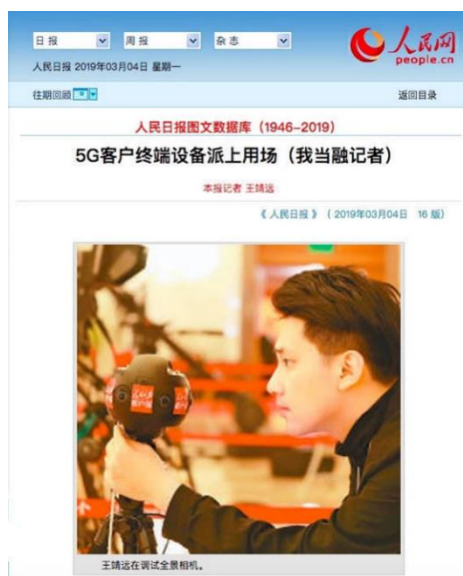 日报 周报 杂志
人民网
people.cn
人民日报 2019年03月04日 星期一
往期回顾 返回目录
人民日报图文数据库（1946-2019）
5G客户终端设备派上用场（我当融记者）
本报记者 王靖远
《 人民日报 》（ 2019年03月04日 16 版）
王靖远在调试全景相机。